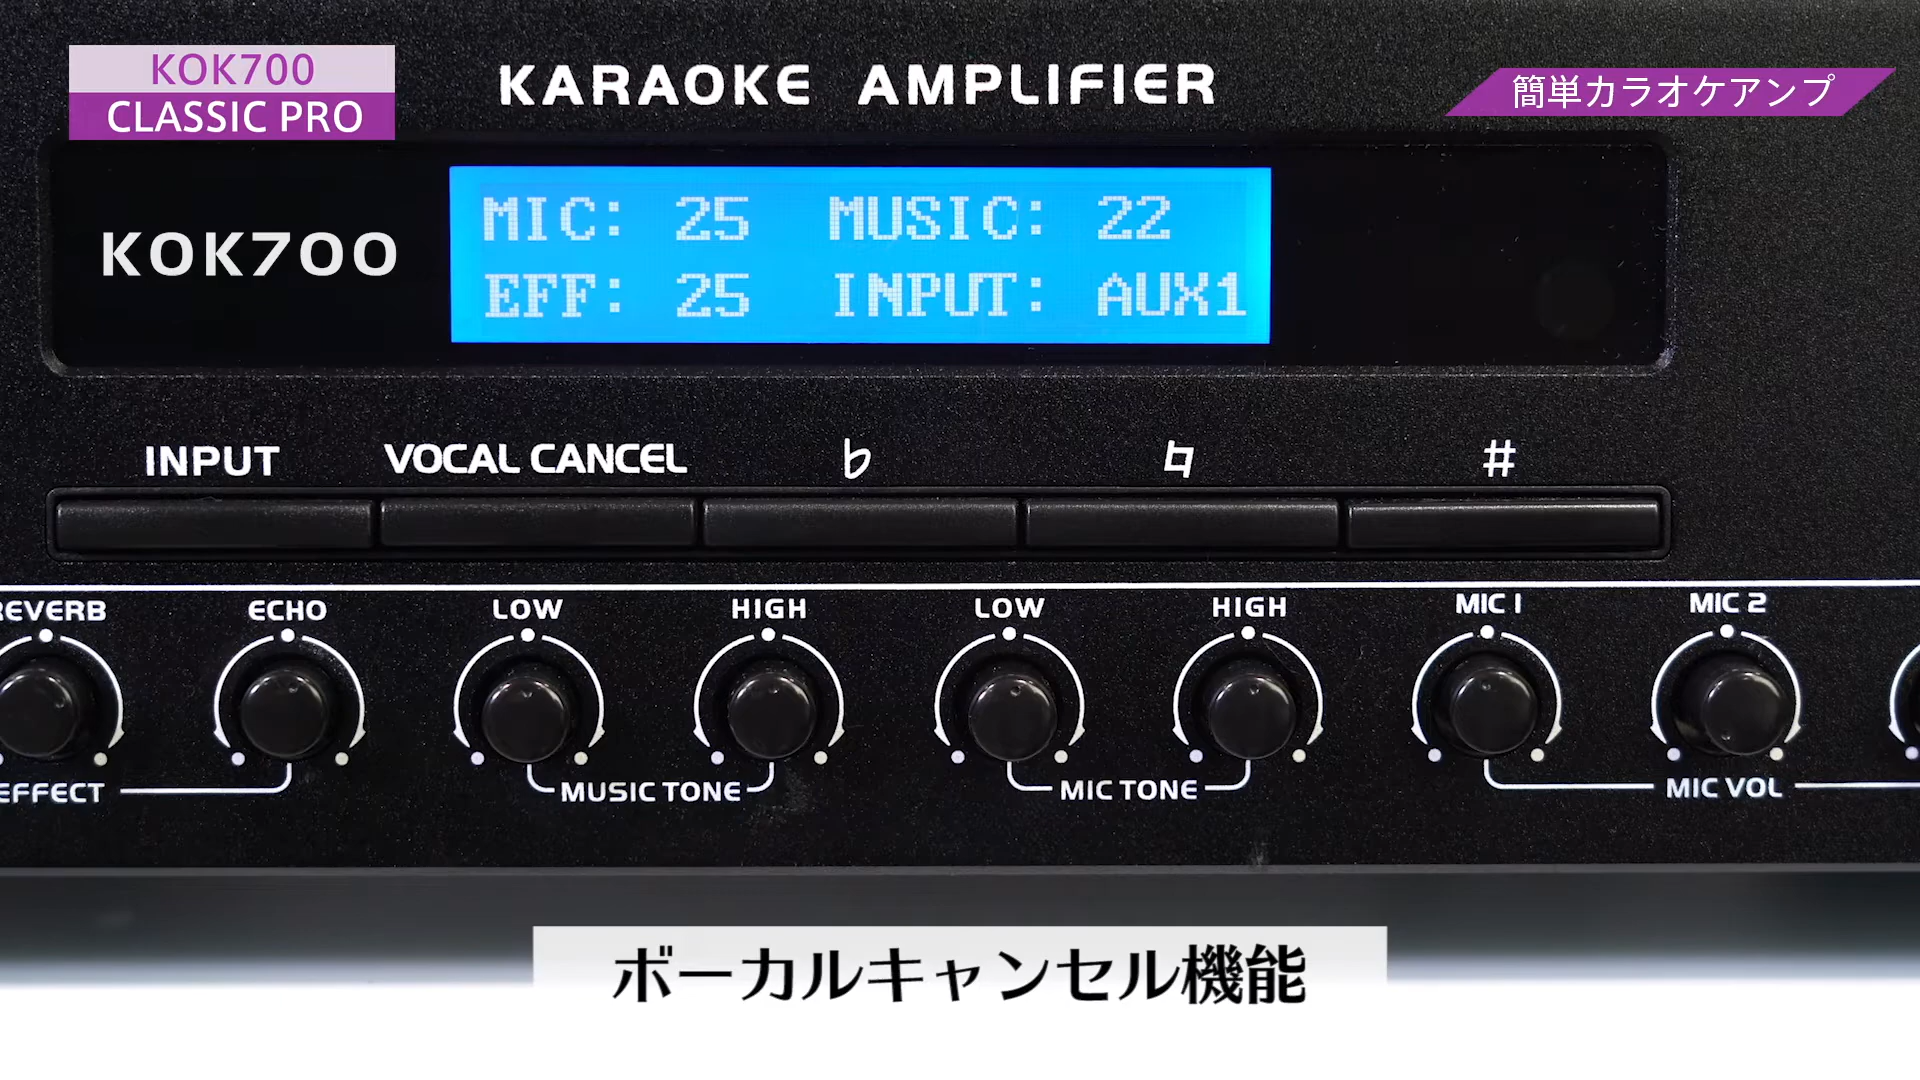 KOK700
CLASSIC PRO
KARAOKE AMPLIFIER
簡単カラオケアンプ
KOK700
MIC: 25 MUSIC: 22
EFF: 25 INPUT: AUX1
INPUT VOCAL CANCEL ♭ ♮ #
REVERB ECHO LOW HIGH LOW HIGH MIC 1 MIC 2
EFFECT MUSIC TONE MIC TONE MIC VOL
ボーカルキャンセル機能